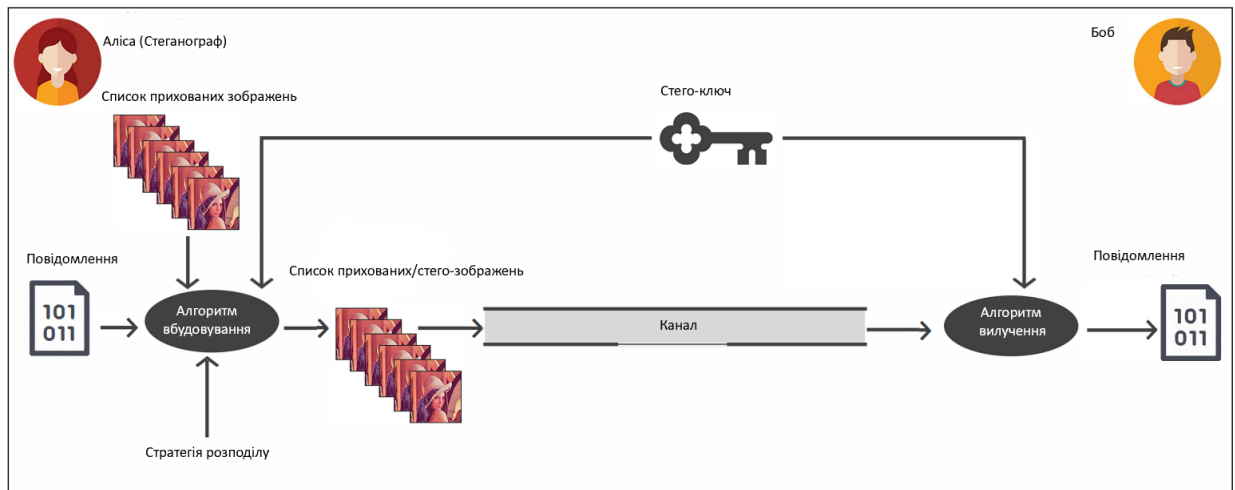 Аліса (Стеганограф)
Боб
Список прихованих зображень
Стего-ключ
Повідомлення
Список прихованих/стего-зображень
Повідомлення
101
011
Алгоритм
вбудовування
Канал
Алгоритм
вилучення
101
011
Стратегія розподілу